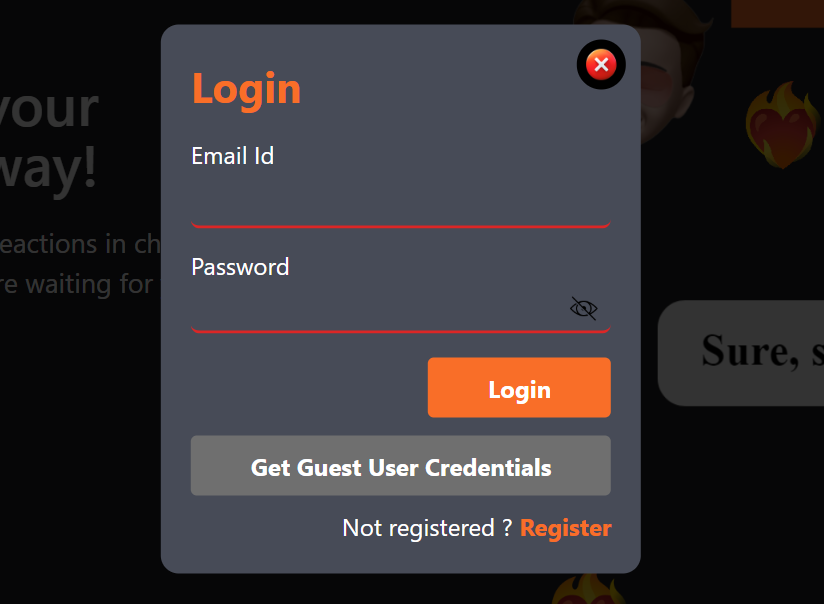 your
way!
Login
Email Id
eactions in ch
Password
re waiting for
Sure, s
Login
Get Guest User Credentials
Not registered ? Register